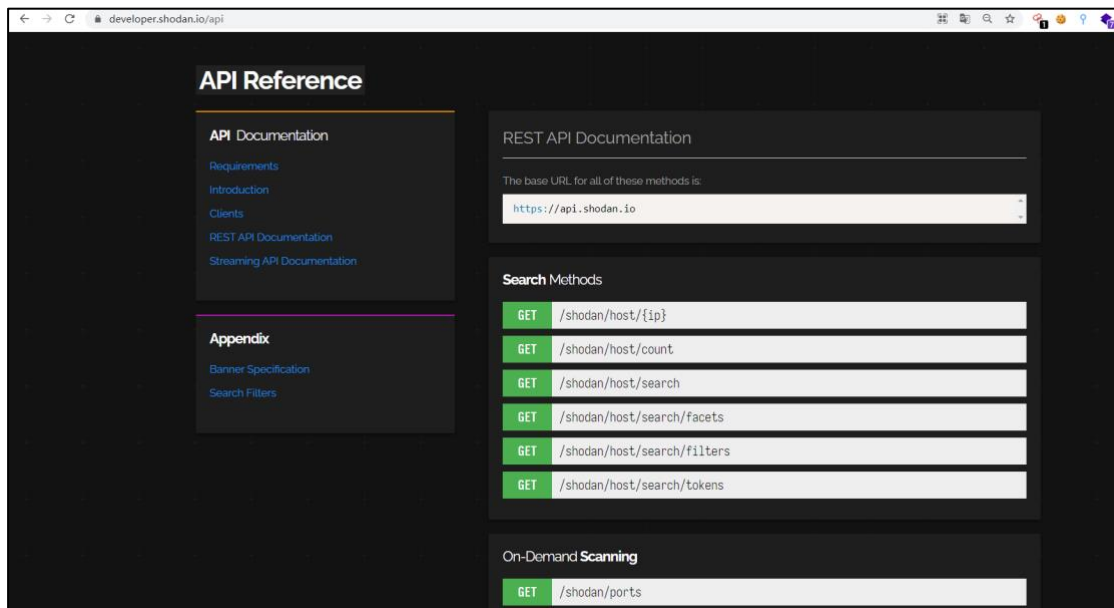 developer.shodan.io/api
1
7
API Reference
API Documentation
Requirements
Introduction
Clients
REST API Documentation
Streaming API Documentation
Appendix
Banner Specification
Search Filters
REST API Documentation
The base URL for all of these methods is:
https://api.shodan.io
Search Methods
GET /shodan/host/{ip}
GET /shodan/host/count
GET /shodan/host/search
GET /shodan/host/search/facets
GET /shodan/host/search/filters
GET /shodan/host/search/tokens
On-Demand Scanning
GET /shodan/ports